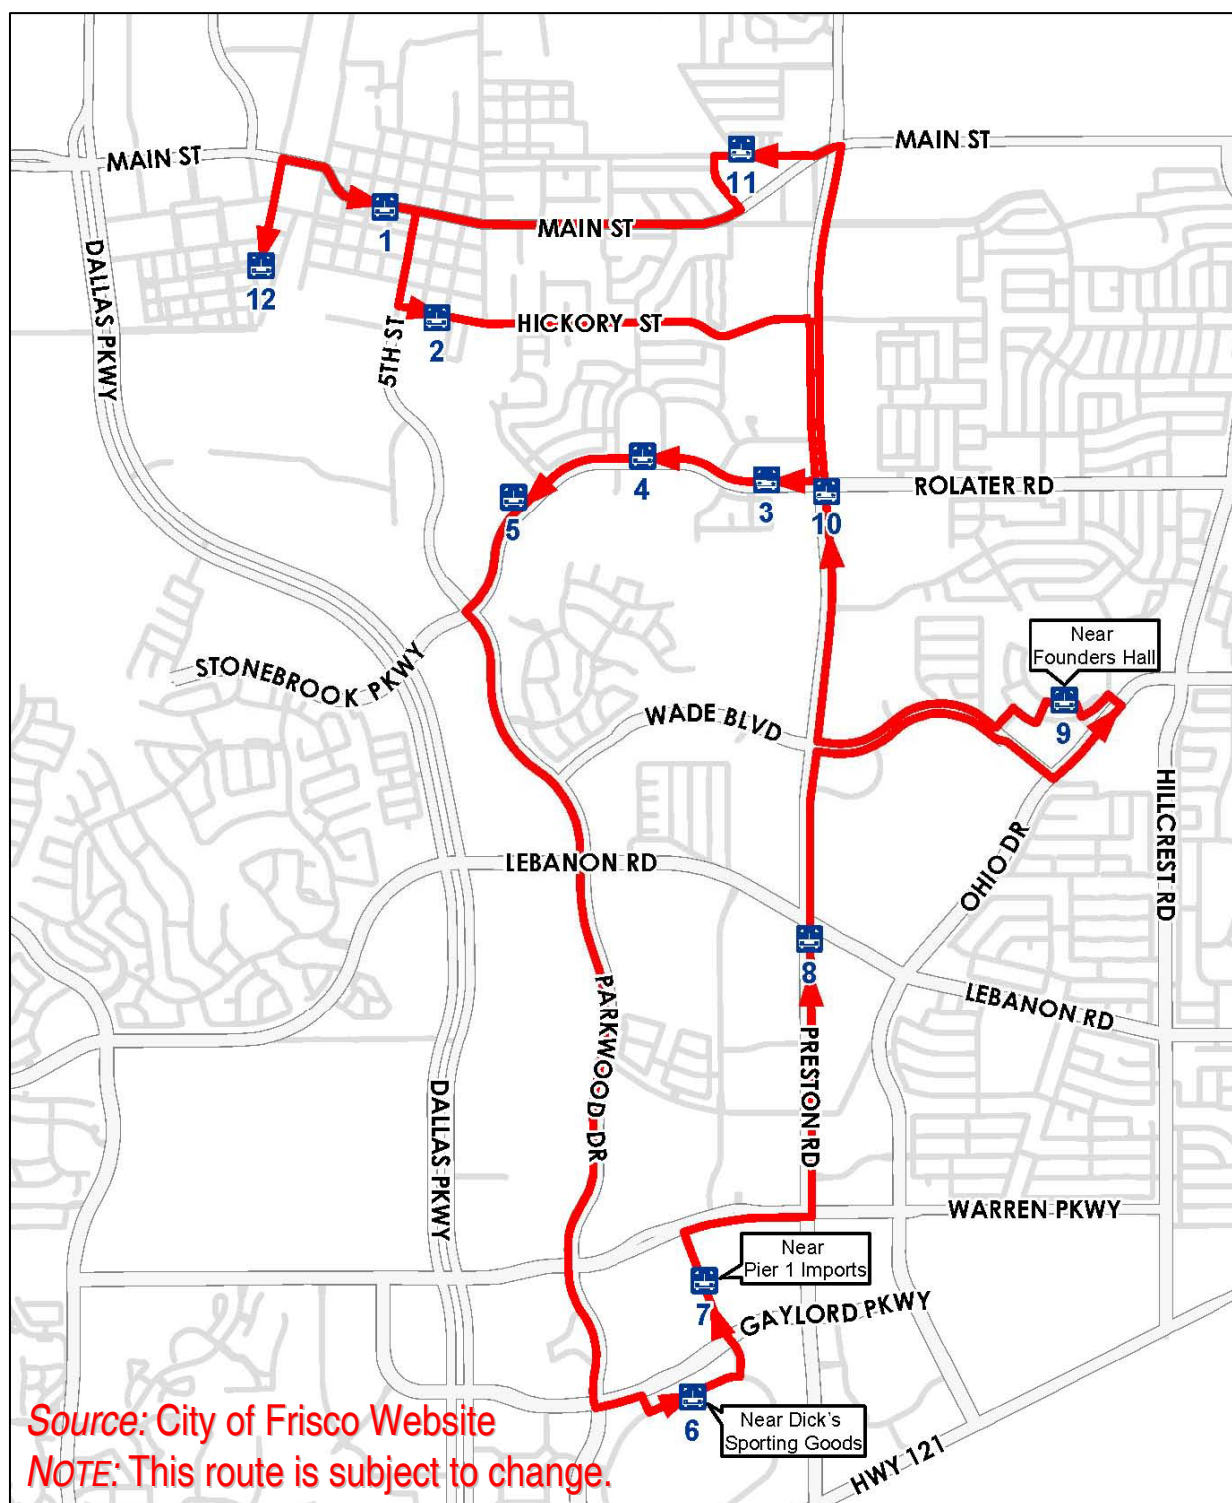 MAIN ST
MAIN ST
11
1
MAIN ST
12
DALLAS PKWY
2
HICKORY ST
5TH ST
4
3
10
ROLATER RD
5
Near
Founders Hall
STONEBROOK PKWY
WADE BLVD
9
HILLCREST RD
OHIO DR
LEBANON RD
8
LEBANON RD
PARKWOOD DR
PRESTON RD
DALLAS PKWY
WARREN PKWY
Near
Pier 1 Imports
7
GAYLORD PKWY
6
Near Dick's
Sporting Goods
HWY 121
Source: City of Frisco Website
NOTE: This route is subject to change.